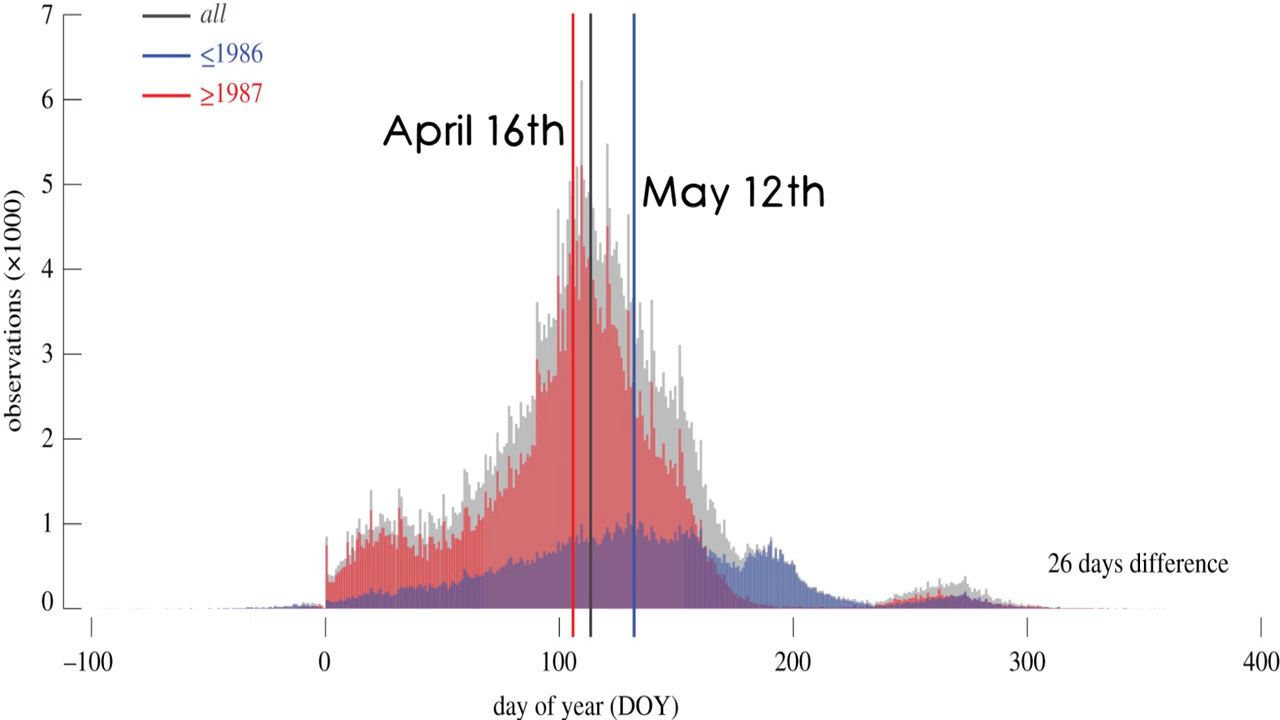 7
all
≤1986
6
≥1987
April 16th
5
May 12th
4
3
2
1
26 days difference
0
observations (×1000)
–100
0
100
200
300
400
day of year (DOY)